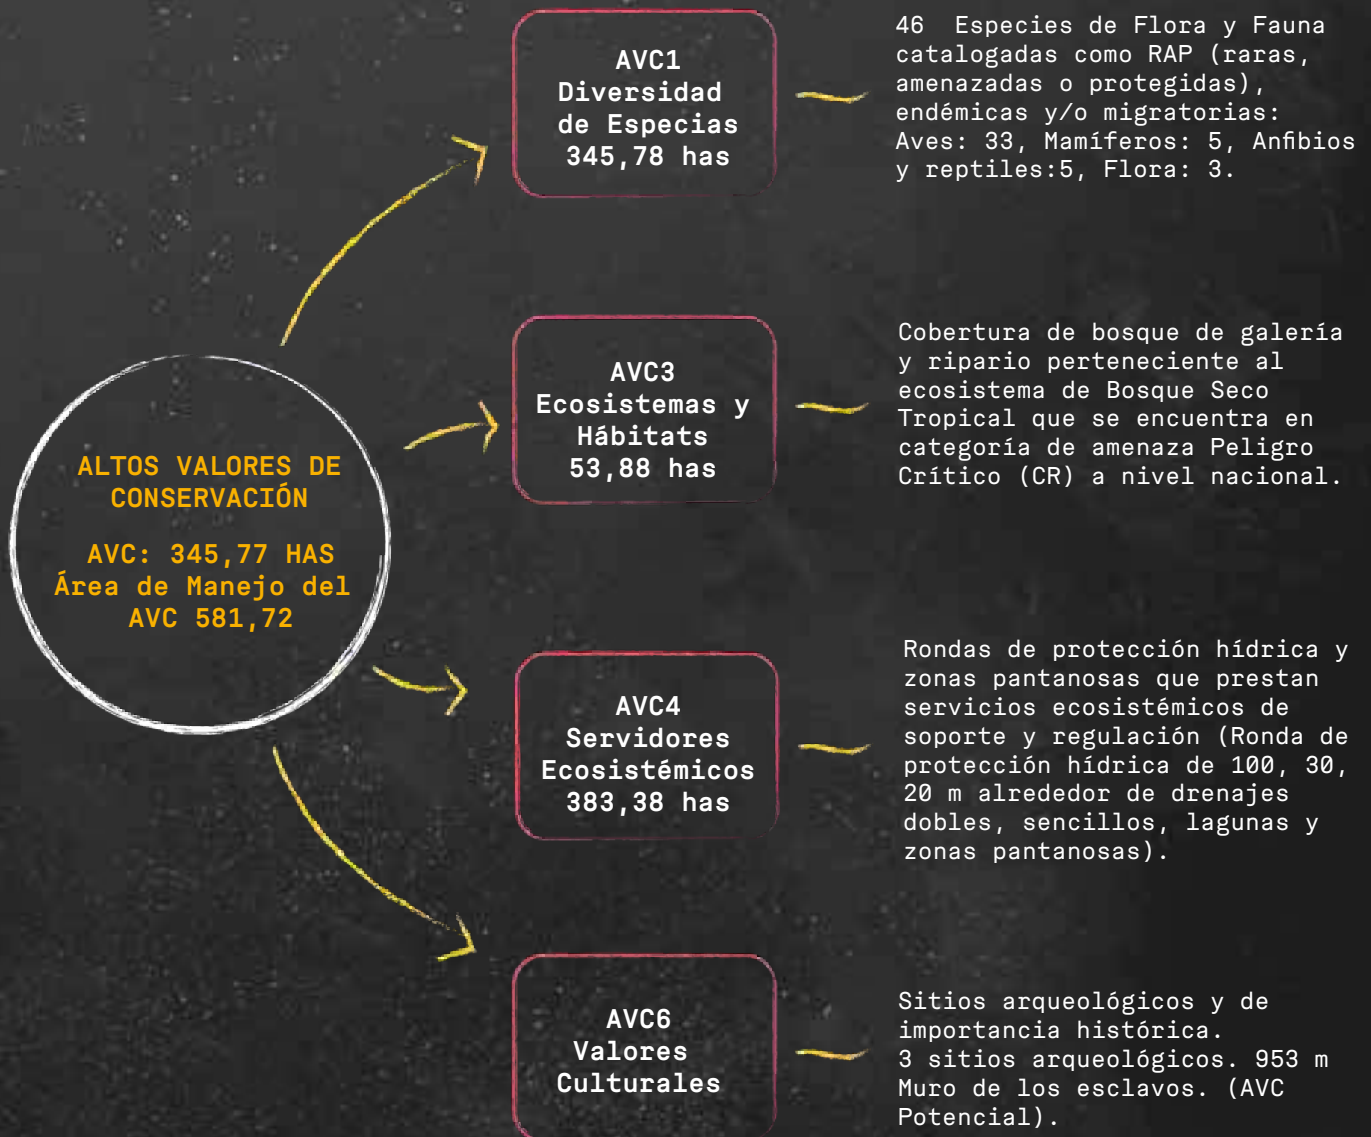 ALTOS VALORES DE
CONSERVACIÓN
AVC: 345,77 HAS
Área de Manejo del
AVC 581,72
AVC1
Diversidad
de Especias
345,78 has
46 Especies de Flora y Fauna
catalogadas como RAP (raras,
amenazadas o protegidas),
endémicas y/o migratorias:
Aves: 33, Mamíferos: 5, Anfibios
y reptiles:5, Flora: 3.
AVC3
Ecosistemas y
Hábitats
53,88 has
Cobertura de bosque de galería
y ripario perteneciente al
ecosistema de Bosque Seco
Tropical que se encuentra en
categoría de amenaza Peligro
Crítico (CR) a nivel nacional.
AVC4
Servidores
Ecosistémicos
383,38 has
Rondas de protección hídrica y
zonas pantanosas que prestan
servicios ecosistémicos de
soporte y regulación (Ronda de
protección hídrica de 100, 30,
20 m alrededor de drenajes
dobles, sencillos, lagunas y
zonas pantanosas).
AVC6
Valores
Culturales
Sitios arqueológicos y de
importancia histórica.
3 sitios arqueológicos. 953 m
Muro de los esclavos. (AVC
Potencial).